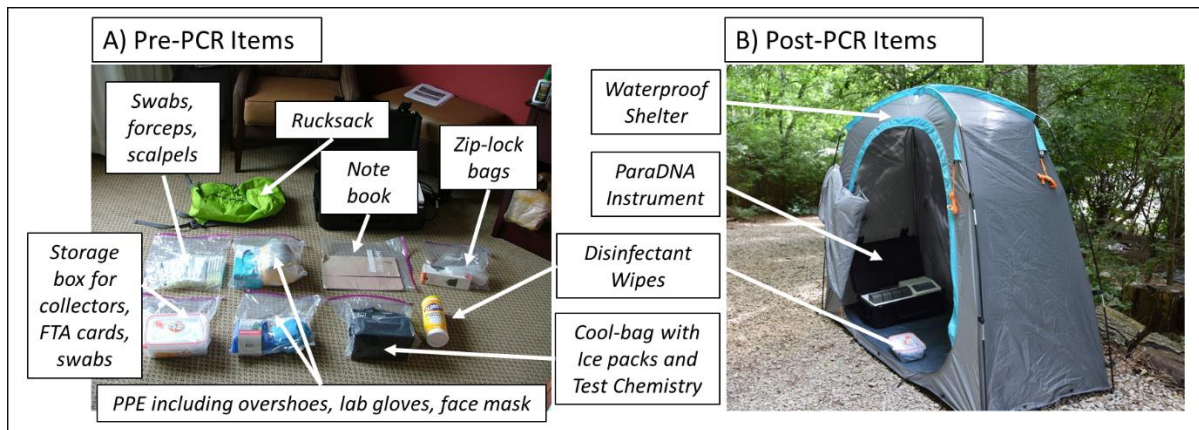 A) Pre-PCR Items
Swabs,
forceps,
scalpels
Rucksack
Note
book
Zip-lock
bags
Storage
box for
collectors,
FTA cards,
swabs
PPE including overshoes, lab gloves, face mask
B) Post-PCR Items
Waterproof
Shelter
ParaDNA
Instrument
Disinfectant
Wipes
Cool-bag with
Ice packs and
Test Chemistry